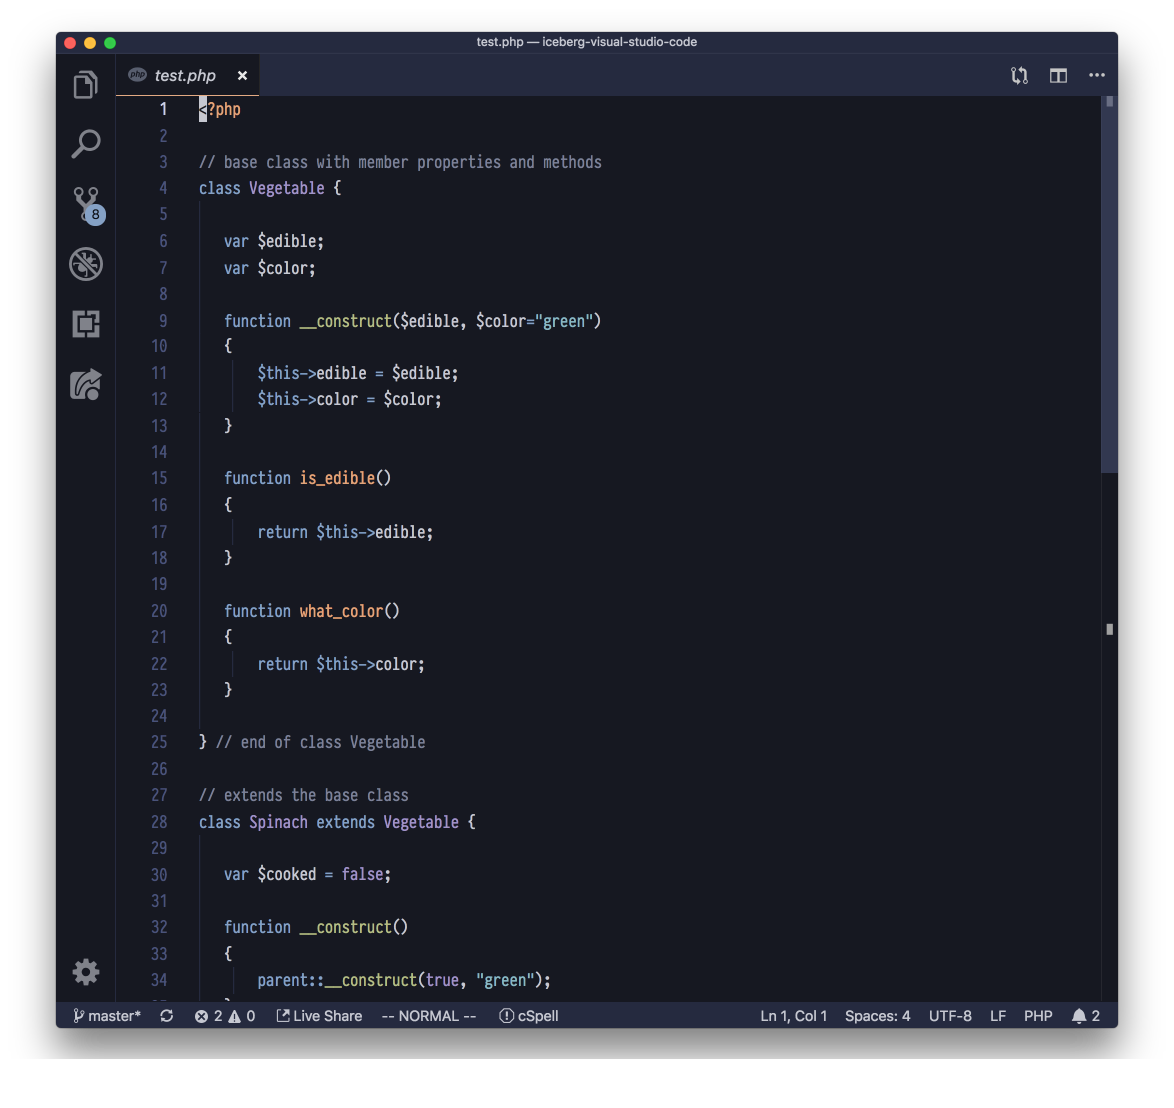 test.php — iceberg-visual-studio-code
php test.php ×
1 <?php
2
3 // base class with member properties and methods
4 class Vegetable {
5
6 var $edible;
7 var $color;
8
9 function __construct($edible, $color="green")
10 {
11 $this->edible = $edible;
12 $this->color = $color;
13 }
14
15 function is_edible()
16 {
17 return $this->edible;
18 }
19
20 function what_color()
21 {
22 return $this->color;
23 }
24
25 } // end of class Vegetable
26
27 // extends the base class
28 class Spinach extends Vegetable {
29
30 var $cooked = false;
31
32 function __construct()
33 {
34 parent::__construct(true, "green");
8
master* 2 0 Live Share -- NORMAL -- cSpell Ln 1, Col 1 Spaces: 4 UTF-8 LF PHP 2